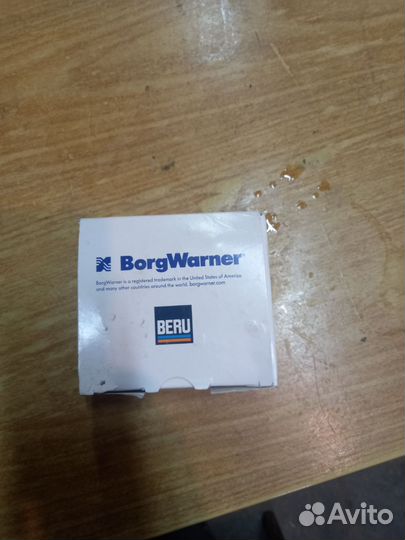 BorgWarner
BorgWarner is a registered trademark in the United States of America
and many other countries around the world. borgwarner.com
BERU
Avito